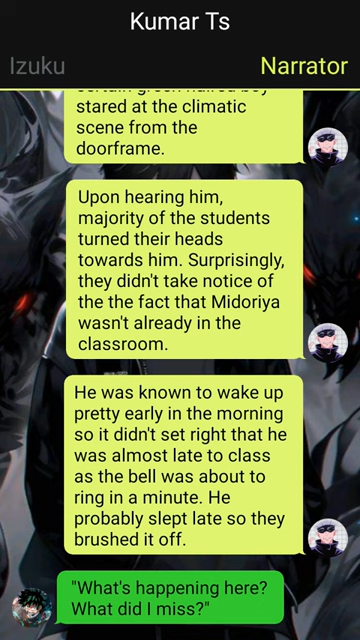 Kumar Ts
Izuku
Narrator
certain green haired boy
stared at the climatic
scene from the
doorframe.
Upon hearing him,
majority of the students
turned their heads
towards him. Surprisingly,
they didn't take notice of
the the fact that Midoriya
wasn't already in the
classroom.
He was known to wake up
pretty early in the morning
so it didn't set right that he
was almost late to class
as the bell was about to
ring in a minute. He
probably slept late so they
brushed it off.
"What's happening here?
What did I miss?"